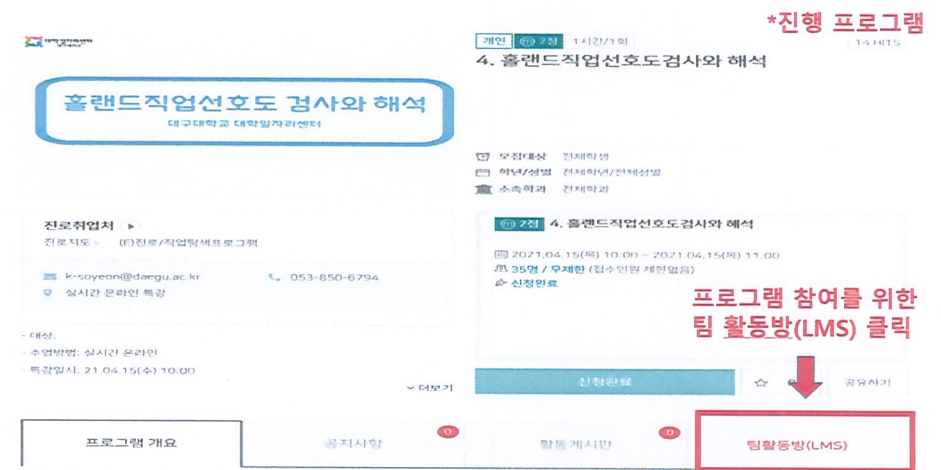 *진행 프로그램
대학일자리센터
개인 ⓜ 2점 1시간/1회 14 HITS
4. 홀랜드직업선호도검사와 해석
홀랜드직업선호도 검사와 해석
대구대학교 대학일자리센터
모집대상 전체학생
학년/성별 전체학년/전체성별
소속학과 전체학과
진로취업처
진로지도 (E)진로/직업탐색프로그램
k-soyeon@daegu.ac.kr 053-850-6794
실시간 온라인 특강
ⓜ 2점 4. 홀랜드직업선호도검사와 해석
2021.04.15(목) 10:00 - 2021.04.15(목) 11:00
35명 / 무제한 (접수인원 제한없음)
신청완료
프로그램 참여를 위한
팀 활동방(LMS) 클릭
- 대상:
- 수업방법: 실시간 온라인
- 특강일시: 21.04.15(수) 10:00
더보기
신청완료 공유하기
프로그램 개요 공지사항 0 활동게시판 0 팀활동방(LMS)